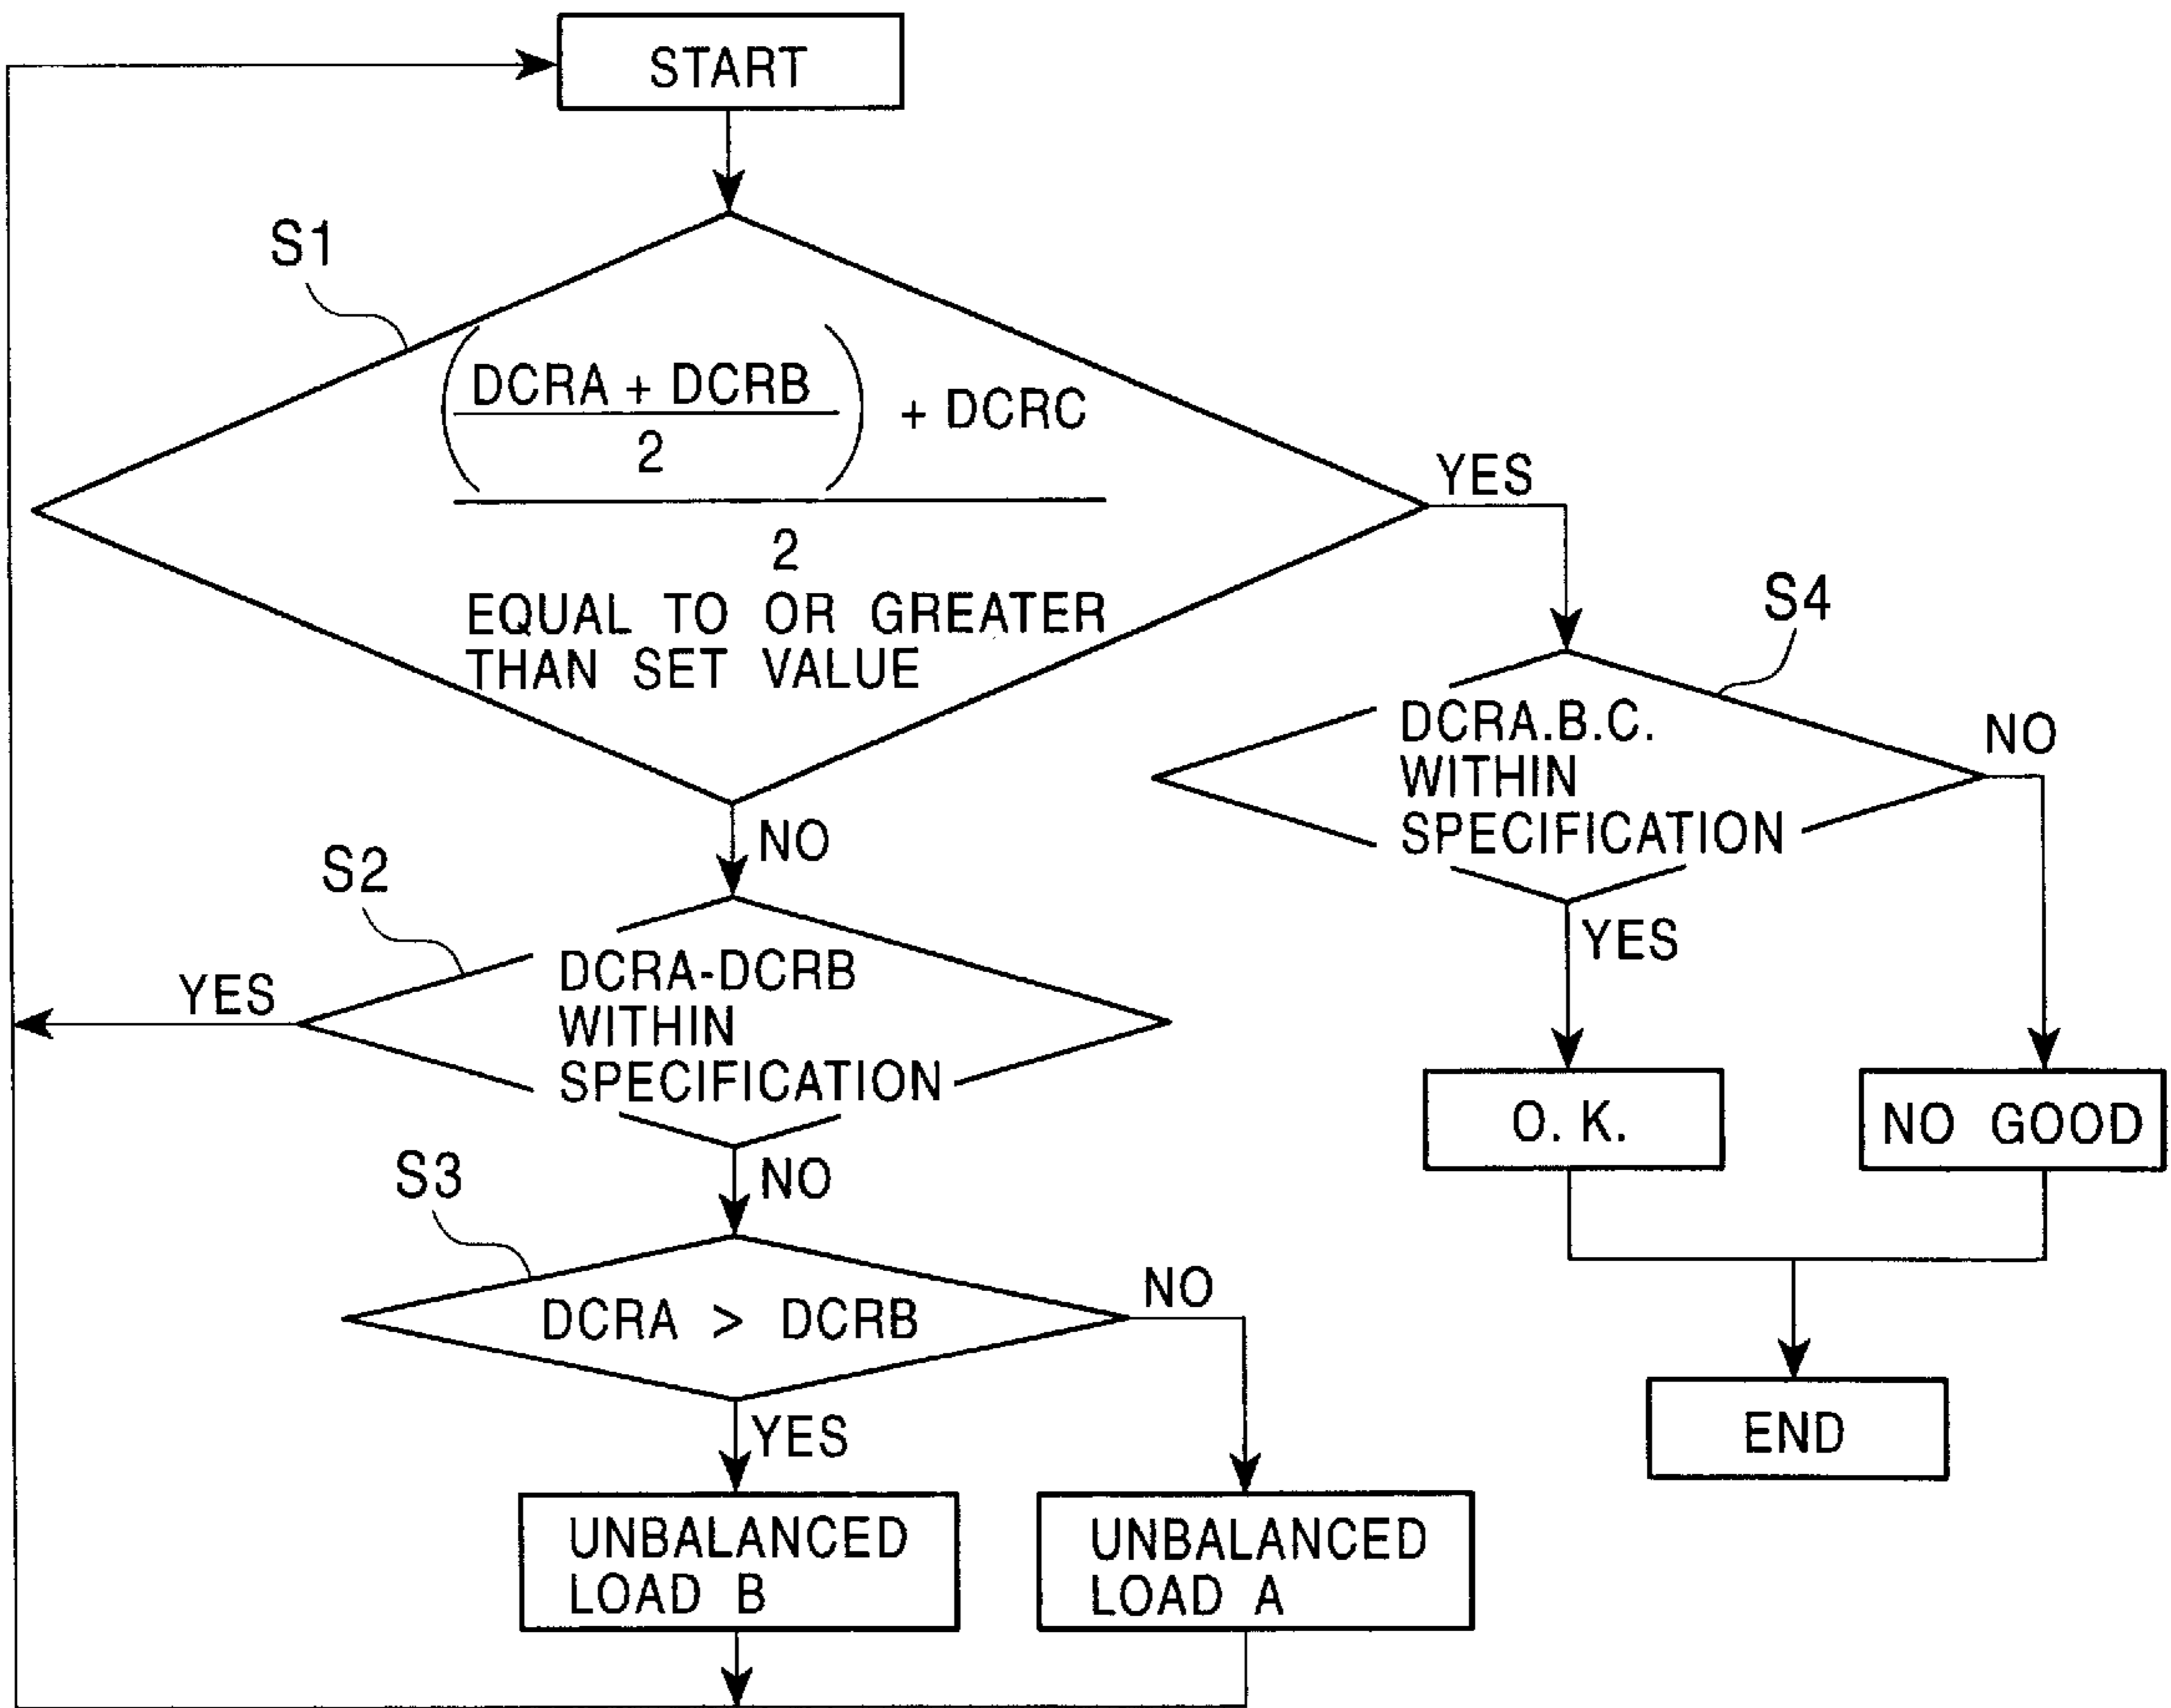 START
S1
DCRA + DCRB
2
+ DCRC
2
EQUAL TO OR GREATER
THAN SET VALUE
YES
NO
S4
DCRA.B.C.
WITHIN
SPECIFICATION
NO
YES
S2
DCRA-DCRB
WITHIN
SPECIFICATION
YES
NO
O. K.
NO GOOD
S3
DCRA > DCRB
NO
YES
END
UNBALANCED
LOAD B
UNBALANCED
LOAD A